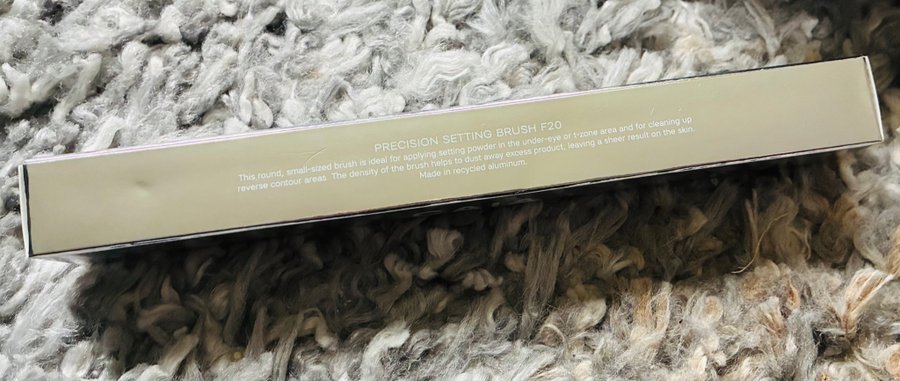 PRECISION SETTING BRUSH F20
This round, small-sized brush is ideal for applying setting powder in the under-eye or t-zone area and for cleaning up
reverse contour areas. The density of the brush helps to dust away excess product, leaving a sheer result on the skin.
Made in recycled aluminum.